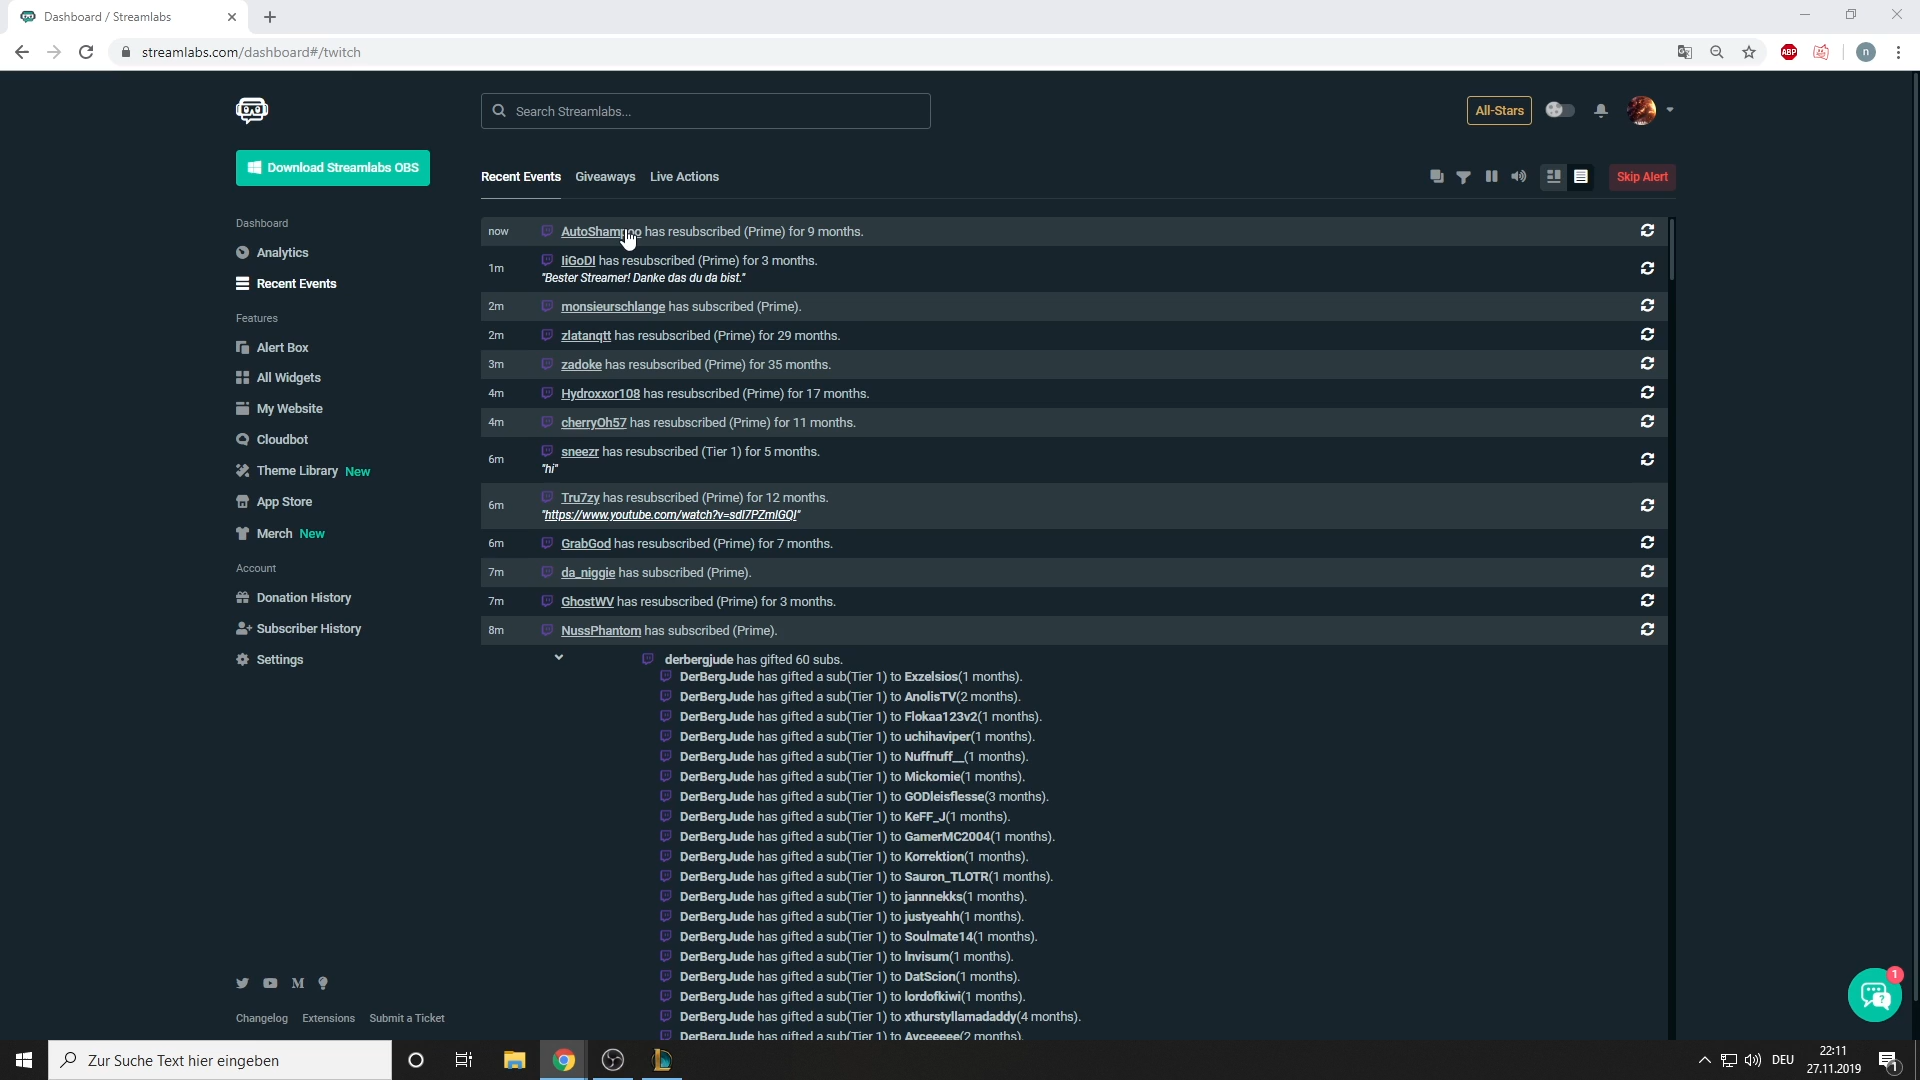 Dashboard / Streamlabs
streamlabs.com/dashboard#/twitch
ABP
n
Search Streamlabs...
All-Stars
Download Streamlabs OBS
Recent Events Giveaways Live Actions
Skip Alert
Dashboard
Analytics
Recent Events
Features
Alert Box
All Widgets
My Website
Cloudbot
Theme Library New
App Store
Merch New
Account
Donation History
Subscriber History
Settings
now AutoShampoo has resubscribed (Prime) for 9 months.
1m IiGoDI has resubscribed (Prime) for 3 months.
"Bester Streamer! Danke das du da bist."
2m monsieurschlange has subscribed (Prime).
2m zlatanqtt has resubscribed (Prime) for 29 months.
3m zadoke has resubscribed (Prime) for 35 months.
4m Hydroxxor108 has resubscribed (Prime) for 17 months.
4m cherryOh57 has resubscribed (Prime) for 11 months.
6m sneezr has resubscribed (Tier 1) for 5 months.
"hi"
6m Tru7zy has resubscribed (Prime) for 12 months.
"https://www.youtube.com/watch?v=sdI7PZmIGQI"
6m GrabGod has resubscribed (Prime) for 7 months.
7m da_niggie has subscribed (Prime).
7m GhostWV has resubscribed (Prime) for 3 months.
8m NussPhantom has subscribed (Prime).
derbergjude has gifted 60 subs.
DerBergJude has gifted a sub(Tier 1) to Exzelsios(1 months).
DerBergJude has gifted a sub(Tier 1) to AnolisTV(2 months).
DerBergJude has gifted a sub(Tier 1) to Flokaa123v2(1 months).
DerBergJude has gifted a sub(Tier 1) to uchihaviper(1 months).
DerBergJude has gifted a sub(Tier 1) to Nuffnuff__(1 months).
DerBergJude has gifted a sub(Tier 1) to Mickomie(1 months).
DerBergJude has gifted a sub(Tier 1) to GODleisflesse(3 months).
DerBergJude has gifted a sub(Tier 1) to KeFF_J(1 months).
DerBergJude has gifted a sub(Tier 1) to GamerMC2004(1 months).
DerBergJude has gifted a sub(Tier 1) to Korrektion(1 months).
DerBergJude has gifted a sub(Tier 1) to Sauron_TLOTR(1 months).
DerBergJude has gifted a sub(Tier 1) to jannnekks(1 months).
DerBergJude has gifted a sub(Tier 1) to justyeahh(1 months).
DerBergJude has gifted a sub(Tier 1) to Soulmate14(1 months).
DerBergJude has gifted a sub(Tier 1) to Invisum(1 months).
DerBergJude has gifted a sub(Tier 1) to DatScion(1 months).
DerBergJude has gifted a sub(Tier 1) to lordofkiwi(1 months).
DerBergJude has gifted a sub(Tier 1) to xthurstyllamadaddy(4 months).
DerBergJude has gifted a sub(Tier 1) to Ayceeeee(2 months).
Changelog Extensions Submit a Ticket
1
Zur Suche Text hier eingeben
DEU
22:11
27.11.2019
1